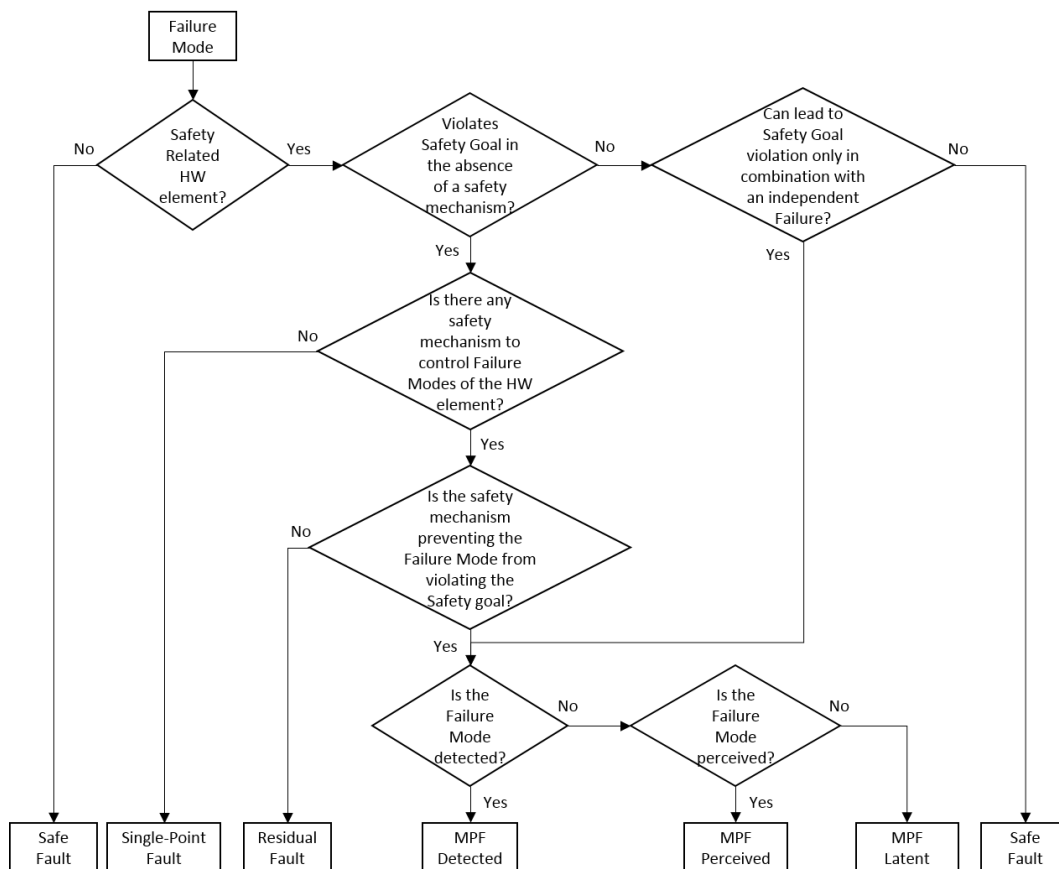 Failure
Mode
Safety
Related
HW
element?
No
Yes
Violates
Safety Goal in
the absence
of a safety
mechanism?
No
Can lead to
Safety Goal
violation only in
combination with
an independent
Failure?
No
Yes
Yes
Is there any
safety
mechanism to
control Failure
Modes of the HW
element?
No
Yes
Is the safety
mechanism
preventing the
Failure Mode from
violating the
Safety goal?
No
Yes
Is the
Failure
Mode
detected?
No
Is the
Failure
Mode
perceived?
No
Yes
Yes
Safe
Fault
Single-Point
Fault
Residual
Fault
MPF
Detected
MPF
Perceived
MPF
Latent
Safe
Fault